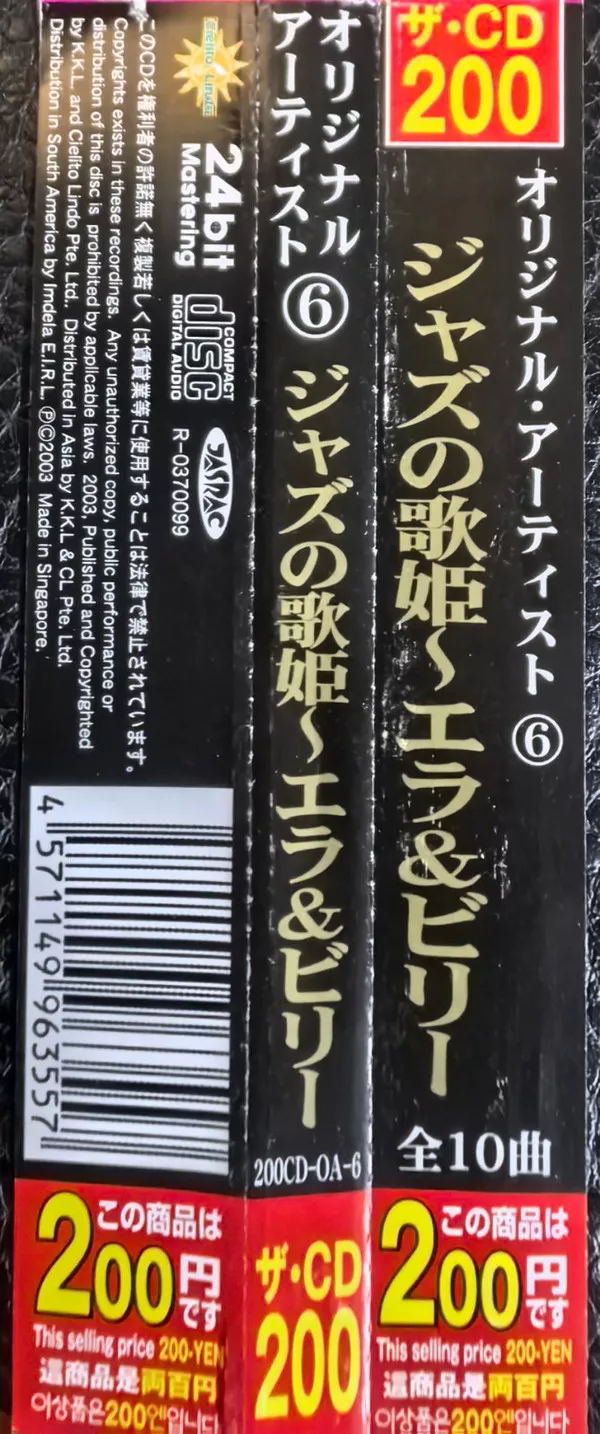 ザ・CD
200
オリジナル・アーティスト⑥
ジャズの歌姫～エラ&ビリー
全10曲
この商品は
200円です
This selling price 200-YEN
這商品是両百円
이상품은200엔입니다
オリジナル
アーティスト⑥
ジャズの歌姫～エラ&ビリー
200CD-OA-6
ザ・CD
200
Cielito Lindo
24bit
Mastering
COMPACT
disc
DIGITAL AUDIO
JASRAC
R-0370099
このCDを権利者の許諾無く複製若しくは賃貸業等に使用することは法律で禁止されています。
Copyrights exists in these recordings. Any unauthorized copy, public performance or
distribution of this disc is prohibited by applicable laws. 2003, Published and Copyrighted
by K.K.L. and Cielito Lindo Pte. Ltd. Distributed in Asia by K.K.L & CL Pte. Ltd.
Distribution in South America by Imdela E.I.R.L. ℗©2003 Made in Singapore.
4 571149 963557
この商品は
200円です
This selling price 200-YEN
這商品是両百円
이상품은200엔입니다